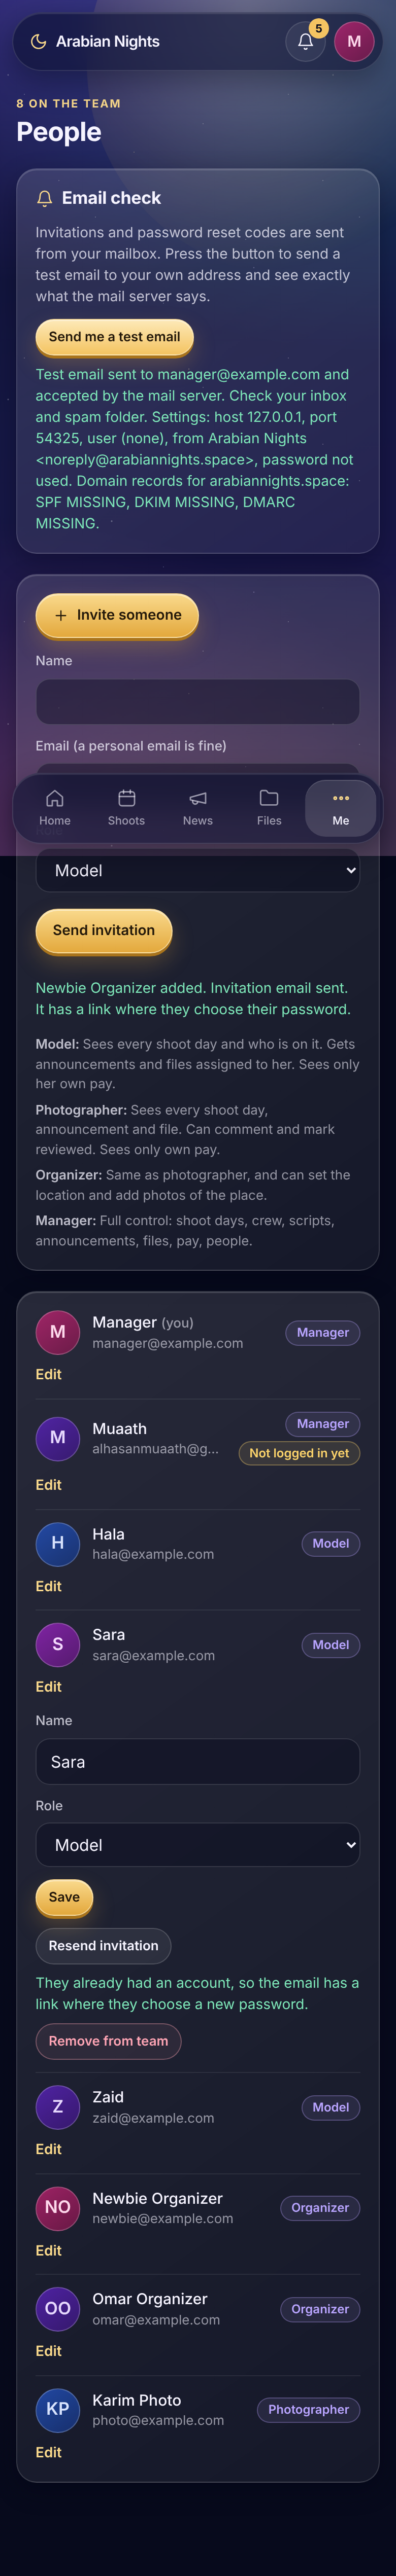 Arabian Nights
5
M
8 ON THE TEAM
People
Email check
Invitations and password reset codes are sent
from your mailbox. Press the button to send a
test email to your own address and see exactly
what the mail server says.
Send me a test email
Test email sent to manager@example.com and
accepted by the mail server. Check your inbox
and spam folder. Settings: host 127.0.0.1, port
54325, user (none), from Arabian Nights
<noreply@arabiannights.space>, password not
used. Domain records for arabiannights.space:
SPF MISSING, DKIM MISSING, DMARC
MISSING.
+ Invite someone
Name
Email (a personal email is fine)
Home
Shoots
News
Files
Me
Model
Send invitation
Newbie Organizer added. Invitation email sent.
It has a link where they choose their password.
Model: Sees every shoot day and who is on it. Gets
announcements and files assigned to her. Sees only
her own pay.
Photographer: Sees every shoot day,
announcement and file. Can comment and mark
reviewed. Sees only own pay.
Organizer: Same as photographer, and can set the
location and add photos of the place.
Manager: Full control: shoot days, crew, scripts,
announcements, files, pay, people.
M
Manager (you)
manager@example.com
Manager
Edit
M
Muaath
alhasanmuaath@g...
Manager
Not logged in yet
Edit
H
Hala
hala@example.com
Model
Edit
S
Sara
sara@example.com
Model
Edit
Name
Sara
Role
Model
Save
Resend invitation
They already had an account, so the email has a
link where they choose a new password.
Remove from team
Z
Zaid
zaid@example.com
Model
Edit
NO
Newbie Organizer
newbie@example.com
Organizer
Edit
OO
Omar Organizer
omar@example.com
Organizer
Edit
KP
Karim Photo
photo@example.com
Photographer
Edit